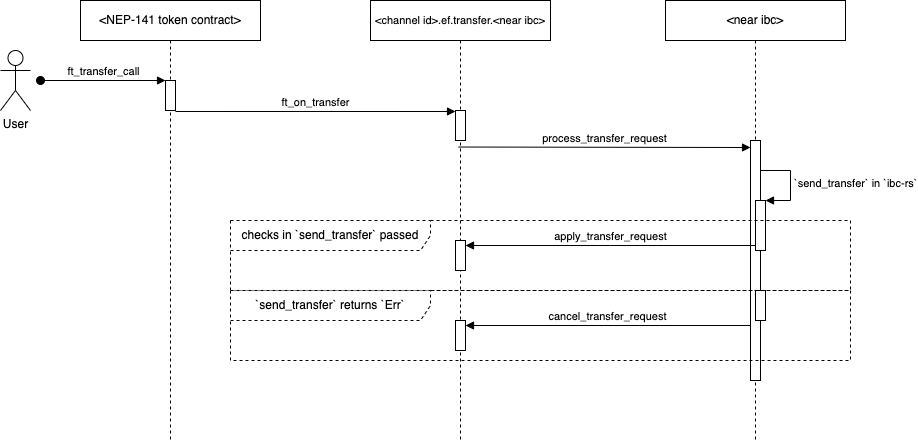 <NEP-141 token contract>
<channel id>.ef.transfer.<near ibc>
<near ibc>
ft_transfer_call
User
ft_on_transfer
process_transfer_request
`send_transfer` in `ibc-rs`
checks in `send_transfer` passed
apply_transfer_request
`send_transfer` returns `Err`
cancel_transfer_request